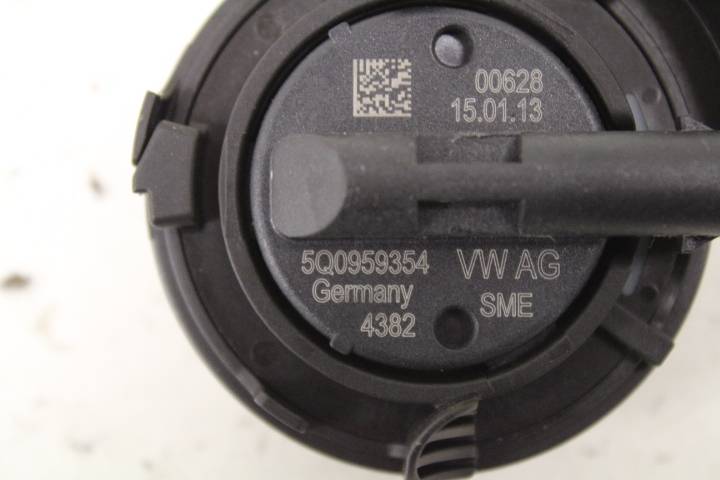 00628
15.01.13
5Q0959354 VW AG
Germany SME
4382